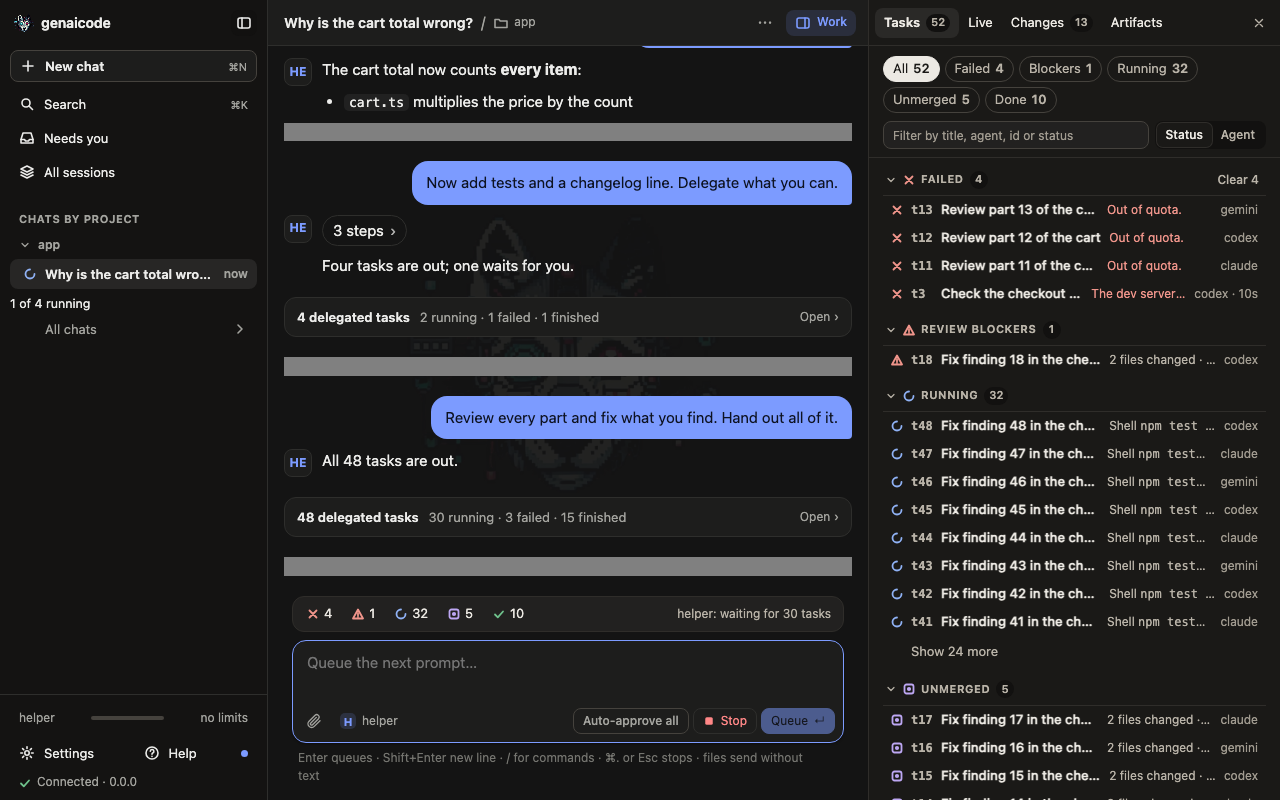 genaicode
New chat ⌘N
Search ⌘K
Needs you
All sessions
CHATS BY PROJECT
app
Why is the cart total wro... now
1 of 4 running
All chats
helper no limits
Settings Help
Connected · 0.0.0
Why is the cart total wrong? / app
··· Work
HE The cart total now counts every item:
• cart.ts multiplies the price by the count
Now add tests and a changelog line. Delegate what you can.
HE 3 steps ›
Four tasks are out; one waits for you.
4 delegated tasks 2 running · 1 failed · 1 finished Open ›
Review every part and fix what you find. Hand out all of it.
HE All 48 tasks are out.
48 delegated tasks 30 running · 3 failed · 15 finished Open ›
4 1 32 5 10 helper: waiting for 30 tasks
Queue the next prompt...
H helper Auto-approve all Stop Queue ↵
Enter queues · Shift+Enter new line · / for commands · ⌘. or Esc stops · files send without
text
Tasks 52 Live Changes 13 Artifacts
All 52 Failed 4 Blockers 1 Running 32
Unmerged 5 Done 10
Filter by title, agent, id or status Status Agent
FAILED 4 Clear 4
t13 Review part 13 of the c... Out of quota. gemini
t12 Review part 12 of the cart Out of quota. codex
t11 Review part 11 of the c... Out of quota. claude
t3 Check the checkout ... The dev server... codex · 10s
REVIEW BLOCKERS 1
t18 Fix finding 18 in the che... 2 files changed · ... codex
RUNNING 32
t48 Fix finding 48 in the ch... Shell npm test ... codex
t47 Fix finding 47 in the ch... Shell npm test... claude
t46 Fix finding 46 in the ch... Shell npm test... gemini
t45 Fix finding 45 in the ch... Shell npm test ... codex
t44 Fix finding 44 in the ch... Shell npm test... claude
t43 Fix finding 43 in the ch... Shell npm test... gemini
t42 Fix finding 42 in the ch... Shell npm test ... codex
t41 Fix finding 41 in the ch... Shell npm test... claude
Show 24 more
UNMERGED 5
t17 Fix finding 17 in the ch... 2 files changed ·... claude
t16 Fix finding 16 in the ch... 2 files changed ·... gemini
t15 Fix finding 15 in the che... 2 files changed · ... codex